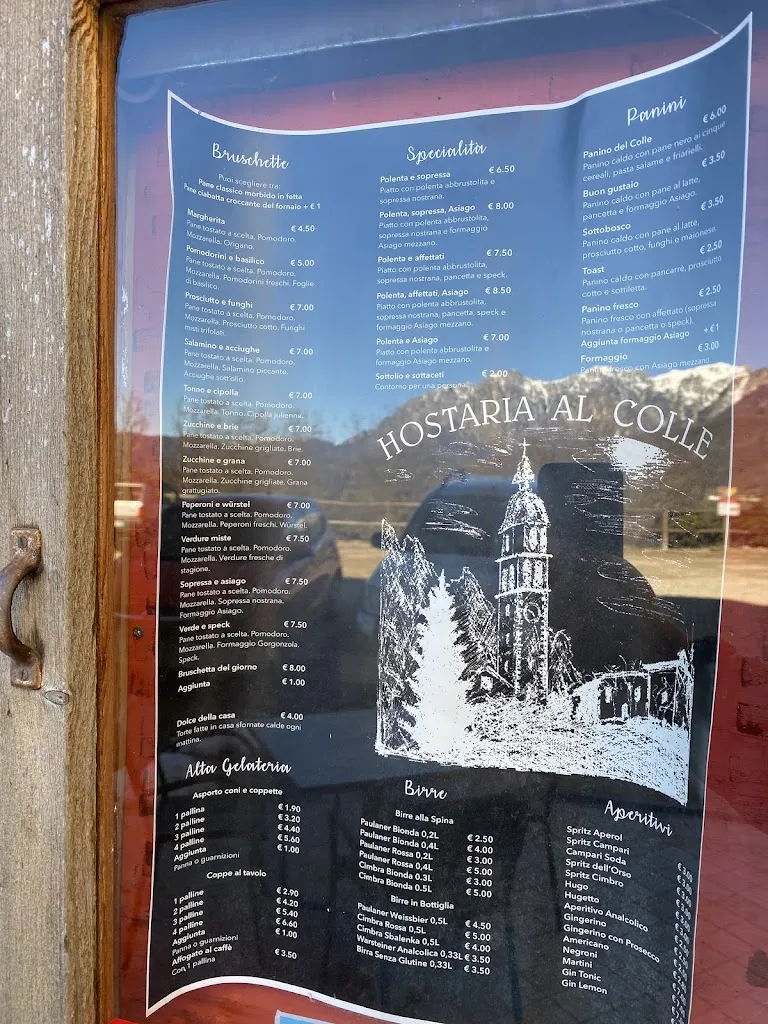 Bruschette
Puoi scegliere tra:
Pane classico morbido in fetta
Pane ciabatta croccante del fornaio + € 1
Margherita € 4.50
Pane tostato a scelta. Pomodoro.
Mozzarella. Origano.
Pomodorini e basilico € 5.00
Pane tostato a scelta. Pomodoro.
Mozzarella. Pomodorini freschi. Foglie
di basilico.
Prosciutto e funghi € 7.00
Pane tostato a scelta. Pomodoro.
Mozzarella. Prosciutto cotto. Funghi
misti trifolati.
Salamino e acciughe € 7.00
Pane tostato a scelta. Pomodoro.
Mozzarella. Salamino piccante.
Acciughe sott'olio.
Tonno e cipolla € 7.00
Pane tostato a scelta. Pomodoro.
Mozzarella. Tonno. Cipolla julienne.
Zucchine e brie € 7.00
Pane tostato a scelta. Pomodoro.
Mozzarella. Zucchine grigliate. Brie.
Zucchine e grana € 7.00
Pane tostato a scelta. Pomodoro.
Mozzarella. Zucchine grigliate. Grana
grattugiato.
Peperoni e würstel € 7.00
Pane tostato a scelta. Pomodoro.
Mozzarella. Peperoni freschi. Würstel.
Verdure miste € 7.50
Pane tostato a scelta. Pomodoro.
Mozzarella. Verdure fresche di
stagione.
Sopressa e asiago € 7.50
Pane tostato a scelta. Pomodoro.
Mozzarella. Sopressa nostrana.
Formaggio Asiago.
Verde e speck € 7.50
Pane tostato a scelta. Pomodoro.
Mozzarella. Formaggio Gorgonzola.
Speck.
Bruschetta del giorno € 8.00
Aggiunta € 1.00
Dolce della casa € 4.00
Torte fatte in casa sfornate calde ogni
mattina.
Alta Gelateria
Asporto coni e coppette
1 pallina € 1.90
2 palline € 3.20
3 palline € 4.40
4 palline € 5.60
Aggiunta € 1.00
Panna o guarnizioni
Coppe al tavolo
1 palline € 2.90
2 palline € 4.20
3 palline € 5.40
4 palline € 6.60
Aggiunta € 1.00
Panna o guarnizioni
Affogato al caffè € 3.50
Con 1 pallina
Specialità
Polenta e sopressa € 6.50
Piatto con polenta abbrustolita e
sopressa nostrana.
Polenta, sopressa, Asiago € 8.00
Piatto con polenta abbrustolita,
sopressa nostrana e formaggio
Asiago mezzano.
Polenta e affettati € 7.50
Piatto con polenta abbrustolita,
sopressa nostrana, pancetta e speck.
Polenta, affettati, Asiago € 8.50
Piatto con polenta abbrustolita,
sopressa nostrana, pancetta, speck e
formaggio Asiago mezzano.
Polenta e Asiago € 7.00
Piatto con polenta abbrustolita e
formaggio Asiago mezzano.
Sottolio e sottaceti € 2.00
Contorno per una persona.
Panini
Panino del Colle € 6.00
Panino caldo con pane nero ai cinque
cereali, pasta salame e friarielli.
Buon gustaio € 3.50
Panino caldo con pane al latte,
pancetta e formaggio Asiago.
Sottobosco € 3.50
Panino caldo con pane al latte,
prosciutto cotto, funghi e maionese.
Toast € 2.50
Panino caldo con pancarré, prosciutto
cotto e sottiletta.
Panino fresco € 2.50
Panino fresco con affettato (sopressa
nostrana o pancetta o speck).
Aggiunta formaggio Asiago + € 1
Formaggio € 3.00
Panino fresco con Asiago mezzano.
HOSTARIA AL COLLE
Birre
Birre alla Spina
Paulaner Bionda 0,2L € 2.50
Paulaner Bionda 0,4L € 4.00
Paulaner Rossa 0,2L € 3.00
Paulaner Rossa 0,4L € 5.00
Cimbra Bionda 0.3L € 3.00
Cimbra Bionda 0.5L € 5.00
Birre in Bottiglia
Paulaner Weissbier 0,5L € 4.50
Cimbra Rossa 0,5L € 5.00
Cimbra Sbalenka 0,5L € 4.00
Warsteiner Analcolica 0,33L € 3.50
Birra Senza Glutine 0,33L € 3.50
Aperitivi
Spritz Aperol € 3.00
Spritz Campari € 3.00
Campari Soda
Spritz dell'Orso
Spritz Cimbro
Hugo
Hugetto
Aperitivo Analcolico
Gingerino
Gingerino con Prosecco
Americano
Negroni
Martini
Gin Tonic
Gin Lemon